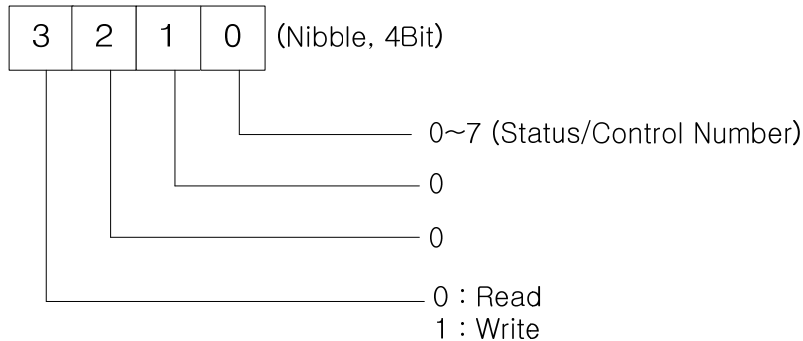 3 2 1 0 (Nibble, 4Bit)
0~7 (Status/Control Number)
0
0
0 : Read
1 : Write